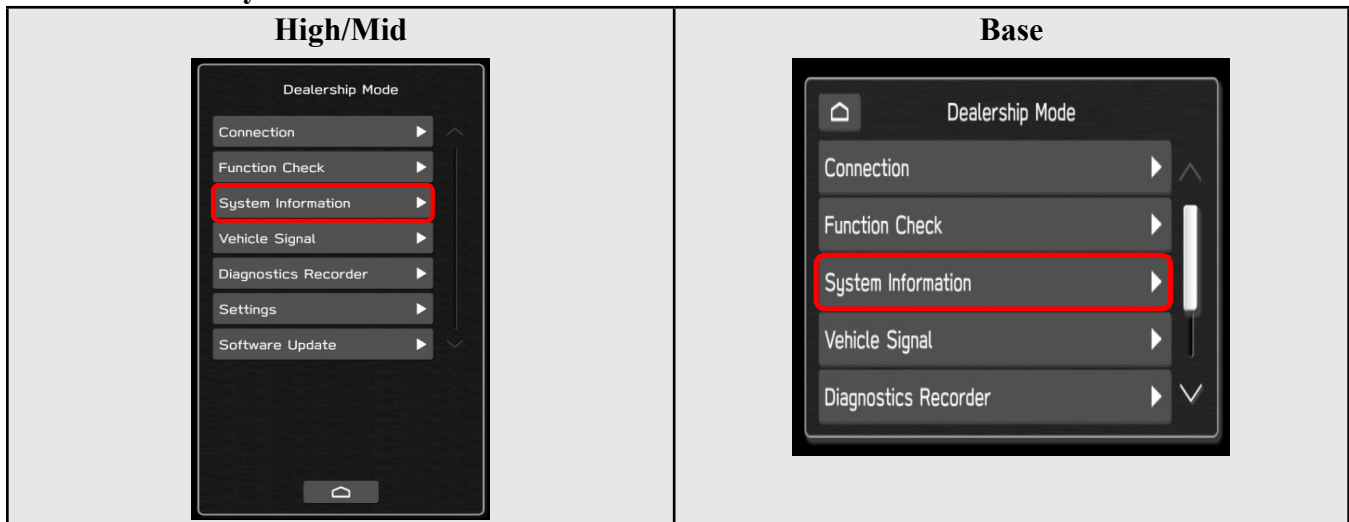 High/Mid
Dealership Mode
Connection
Function Check
System Information
Vehicle Signal
Diagnostics Recorder
Settings
Software Update
Base
Dealership Mode
Connection
Function Check
System Information
Vehicle Signal
Diagnostics Recorder